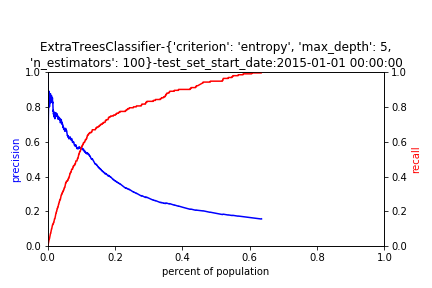 ExtraTreesClassifier-{'criterion': 'entropy', 'max_depth': 5,
'n_estimators': 100}-test_set_start_date:2015-01-01 00:00:00
1.0
0.8
0.6
0.4
0.2
0.0
precision
1.0
0.8
0.6
0.4
0.2
0.0
recall
0.0 0.2 0.4 0.6 0.8 1.0
percent of population